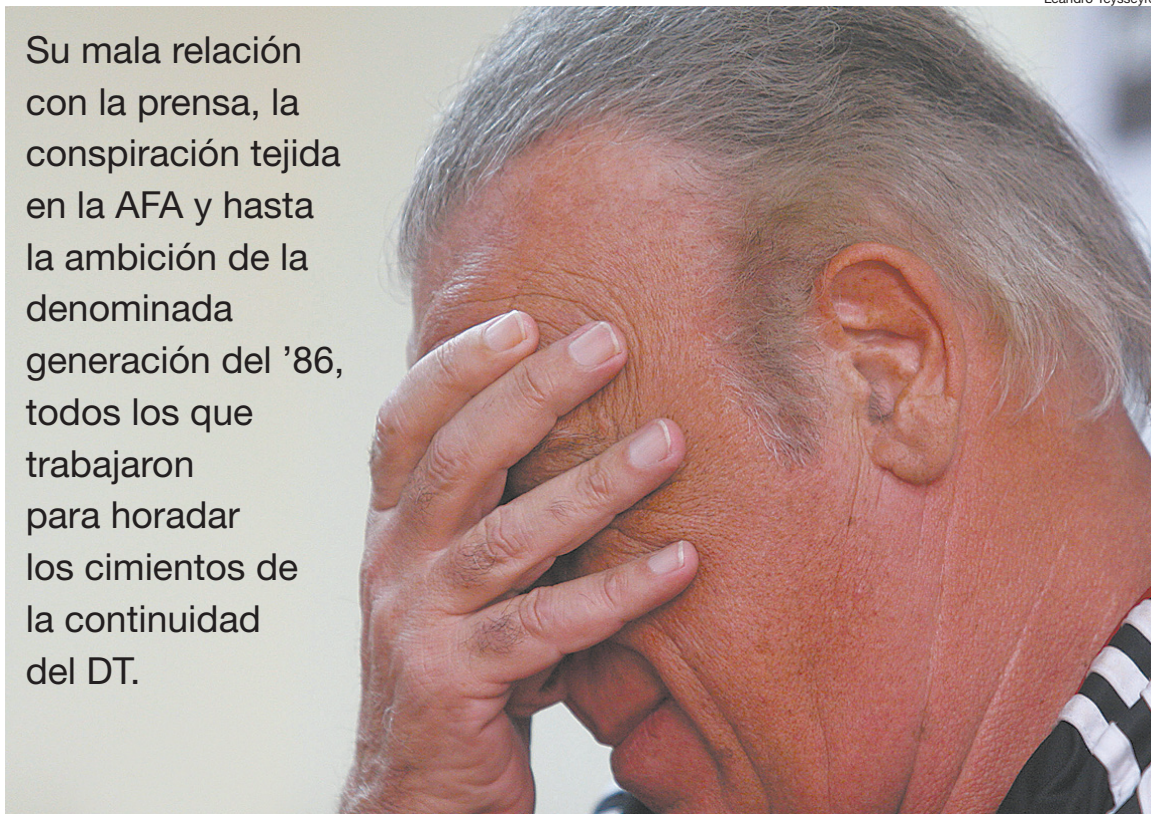 Su mala relación
con la prensa, la
conspiración tejida
en la AFA y hasta
la ambición de la
denominada
generación del ’86,
todos los que
trabajaron
para horadar
los cimientos de
la continuidad
del DT.